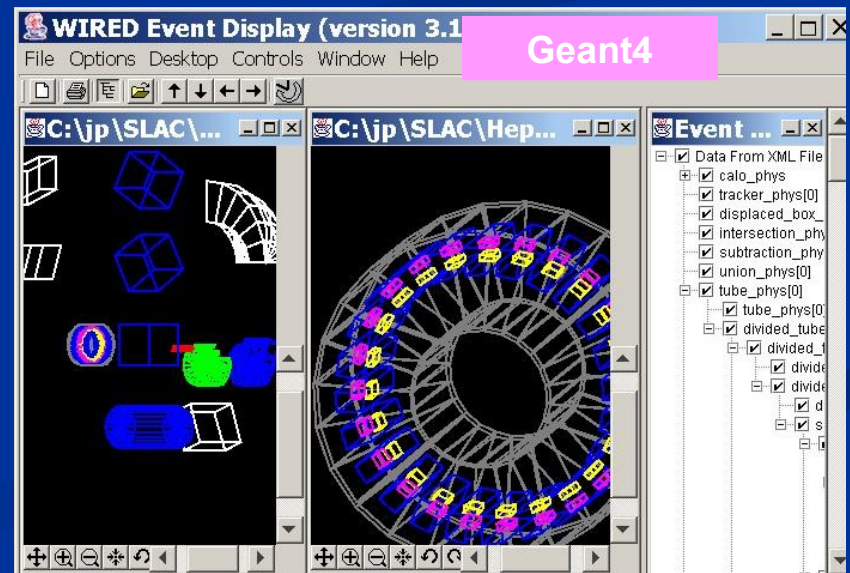 WIRED Event Display (version 3.1
Geant4
File Options Desktop Controls Window Help
C:\jp\SLAC\...
C:\jp\SLAC\Hep...
Event ...
Data From XML File
calo_phys
tracker_phys[0]
displaced_box_
intersection_phy
subtraction_phy
union_phys[0]
tube_phys[0]
tube_phys[0]
divided_tube
divided_t
divide
divide
d
s